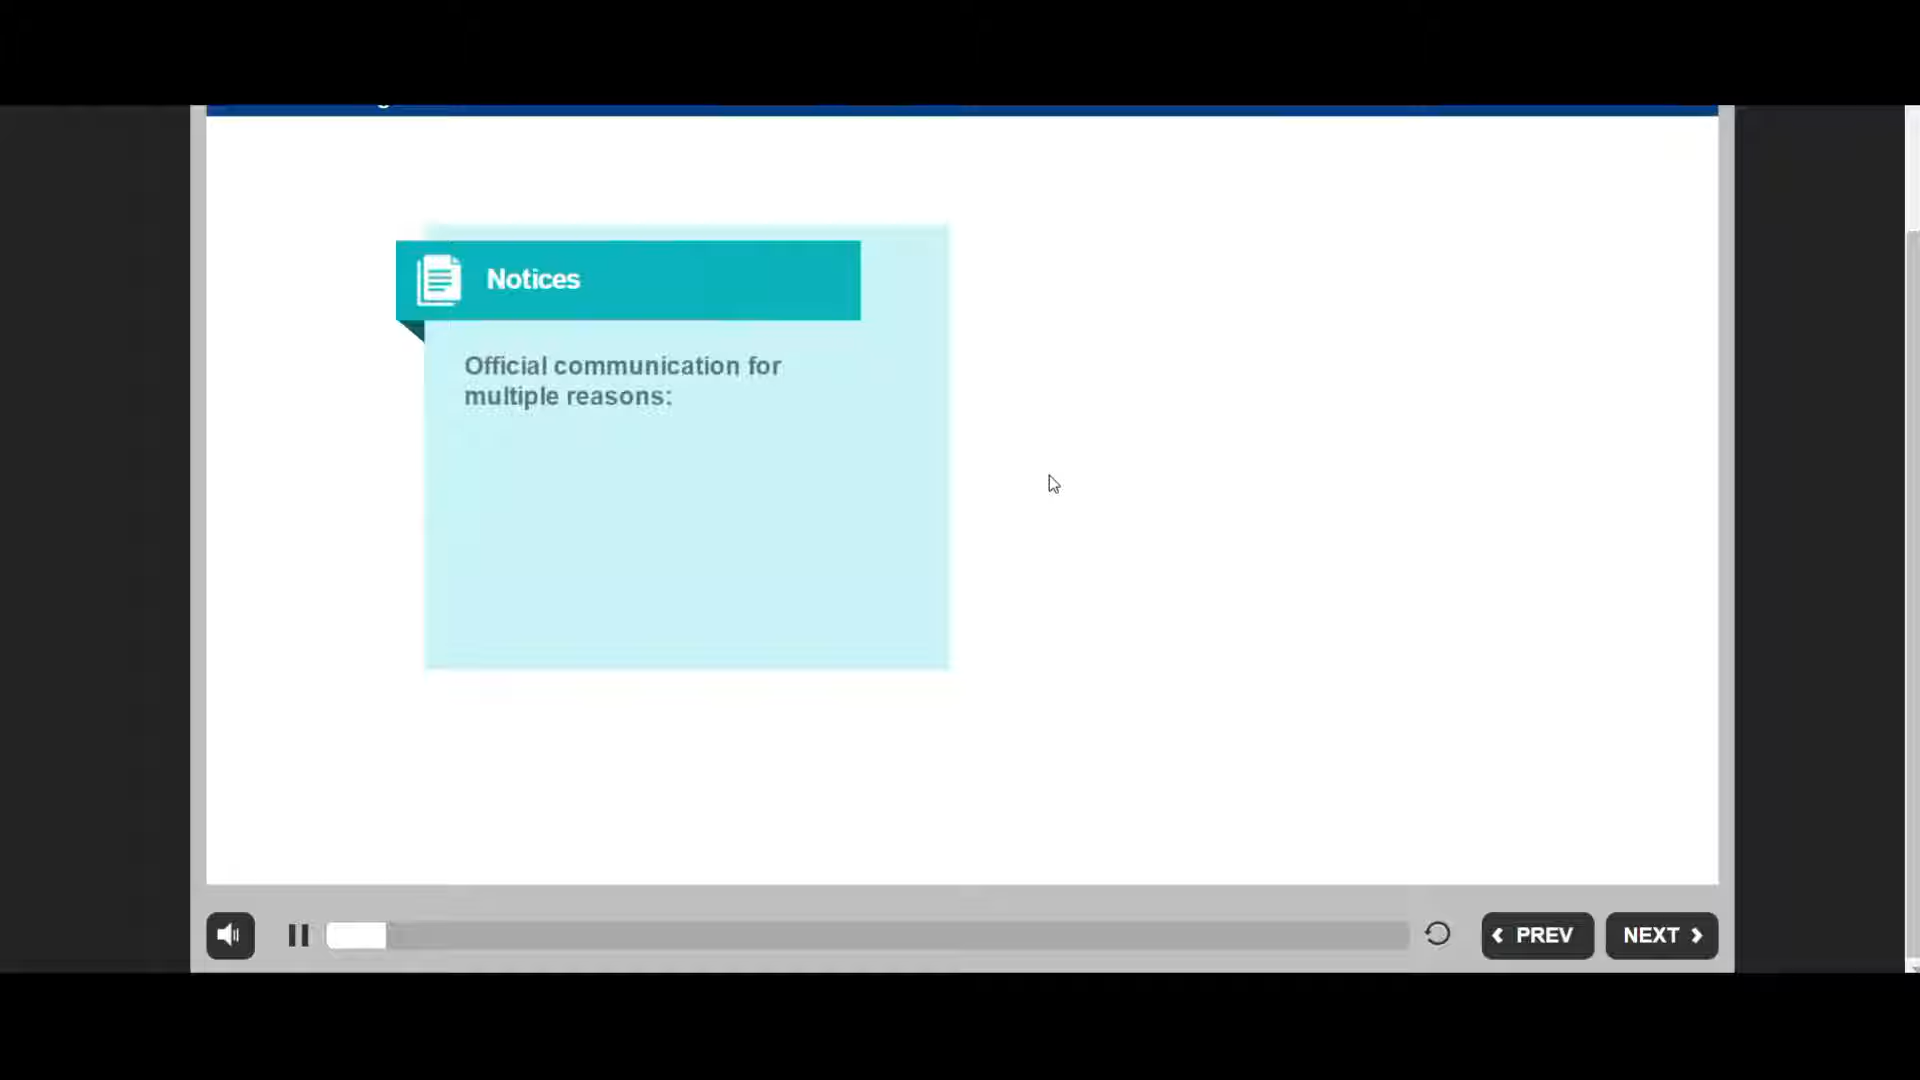 Notices
Official communication for
multiple reasons:
PREV
NEXT